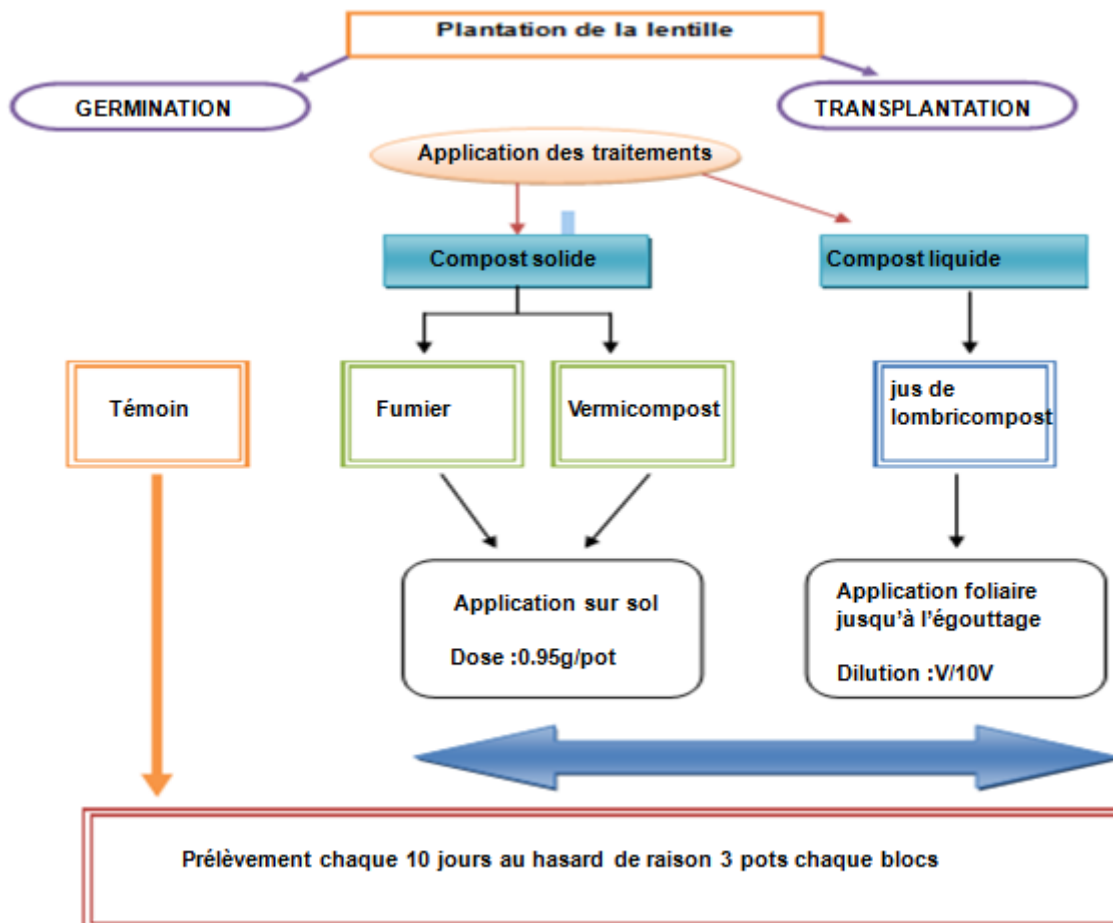 Plantation de la lentille
GERMINATION
TRANSPLANTATION
Application des traitements
Compost solide
Compost liquide
Témoin
Fumier
Vermicompost
jus de
lombricompost
Application sur sol
Dose :0.95g/pot
Application foliaire
jusqu’à l’égouttage
Dilution :V/10V
Prélèvement chaque 10 jours au hasard de raison 3 pots chaque blocs